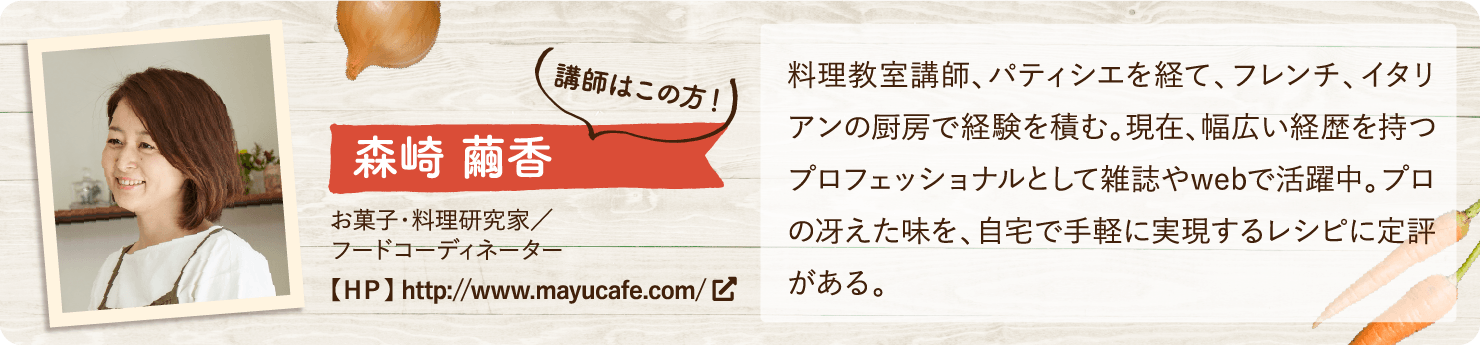 講師はこの方!
森崎 繭香
お菓子・料理研究家／
フードコーディネーター
【HP】http://www.mayucafe.com/
料理教室講師、パティシエを経て、フレンチ、イタリ
アンの厨房で経験を積む。現在、幅広い経歴を持つ
プロフェッショナルとして雑誌やwebで活躍中。プロ
の冴えた味を、自宅で手軽に実現するレシピに定評
がある。